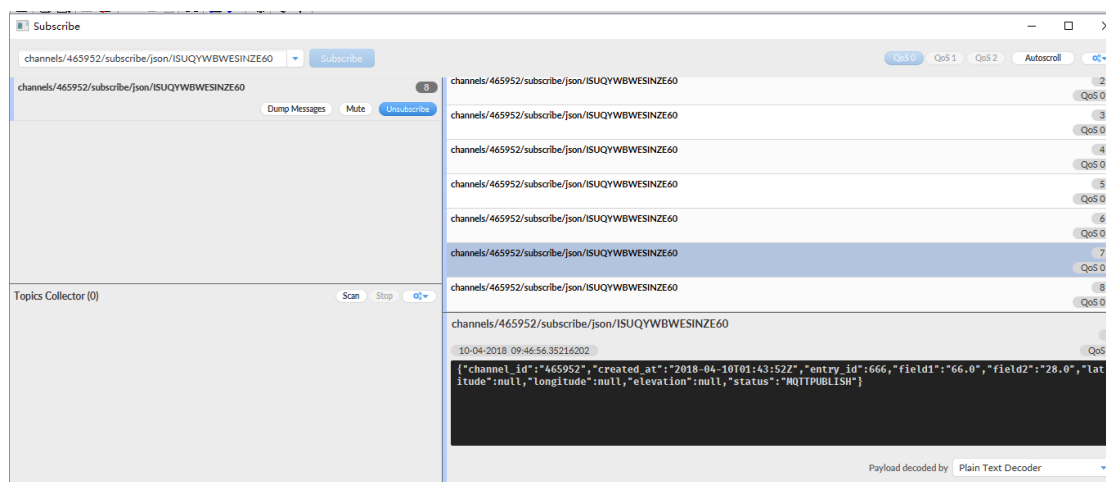 Subscribe
channels/465952/subscribe/json/ISUQYWBWESINZE60 Subscribe QoS 0 QoS 1 QoS 2 Autoscroll
channels/465952/subscribe/json/ISUQYWBWESINZE60 8
Dump Messages Mute Unsubscribe
channels/465952/subscribe/json/ISUQYWBWESINZE60 2
QoS 0
channels/465952/subscribe/json/ISUQYWBWESINZE60 3
QoS 0
channels/465952/subscribe/json/ISUQYWBWESINZE60 4
QoS 0
channels/465952/subscribe/json/ISUQYWBWESINZE60 5
QoS 0
channels/465952/subscribe/json/ISUQYWBWESINZE60 6
QoS 0
channels/465952/subscribe/json/ISUQYWBWESINZE60 7
QoS 0
channels/465952/subscribe/json/ISUQYWBWESINZE60 8
QoS 0
Topics Collector (0) Scan Stop
channels/465952/subscribe/json/ISUQYWBWESINZE60
10-04-2018 09:46:56.35216202 QoS
{"channel_id":"465952","created_at":"2018-04-10T01:43:52Z","entry_id":666,"field1":"66.0","field2":"28.0","lat
itude":null,"longitude":null,"elevation":null,"status":"MQTTPUBLISH"}
Payload decoded by Plain Text Decoder